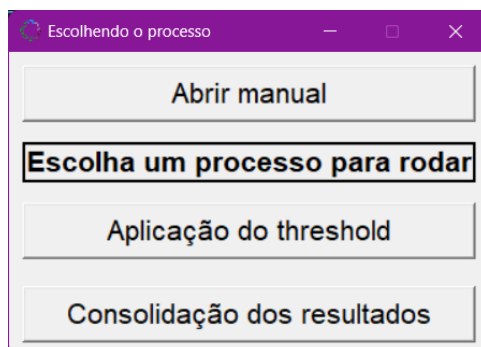 Escolhendo o processo
Abrir manual
Escolha um processo para rodar
Aplicação do threshold
Consolidação dos resultados